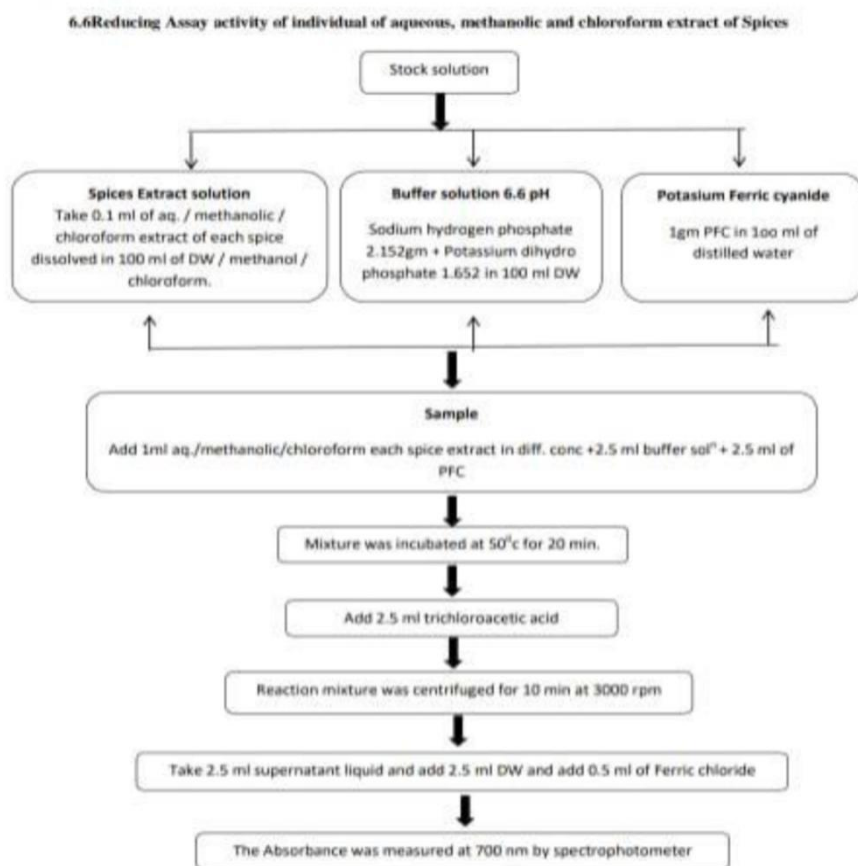 6.6Reducing Assay activity of individual of aqueous, methanolic and chloroform extract of Spices
Stock solution
Spices Extract solution
Take 0.1 ml of aq. / methanolic /
chloroform extract of each spice
dissolved in 100 ml of DW / methanol /
chloroform.
Buffer solution 6.6 pH
Sodium hydrogen phosphate
2.152gm + Potassium dihydro
phosphate 1.652 in 100 ml DW
Potasium Ferric cyanide
1gm PFC in 1oo ml of
distilled water
Sample
Add 1ml aq./methanolic/chloroform each spice extract in diff. conc +2.5 ml buffer solⁿ + 2.5 ml of
PFC
Mixture was incubated at 50⁰c for 20 min.
Add 2.5 ml trichloroacetic acid
Reaction mixture was centrifuged for 10 min at 3000 rpm
Take 2.5 ml supernatant liquid and add 2.5 ml DW and add 0.5 ml of Ferric chloride
The Absorbance was measured at 700 nm by spectrophotometer